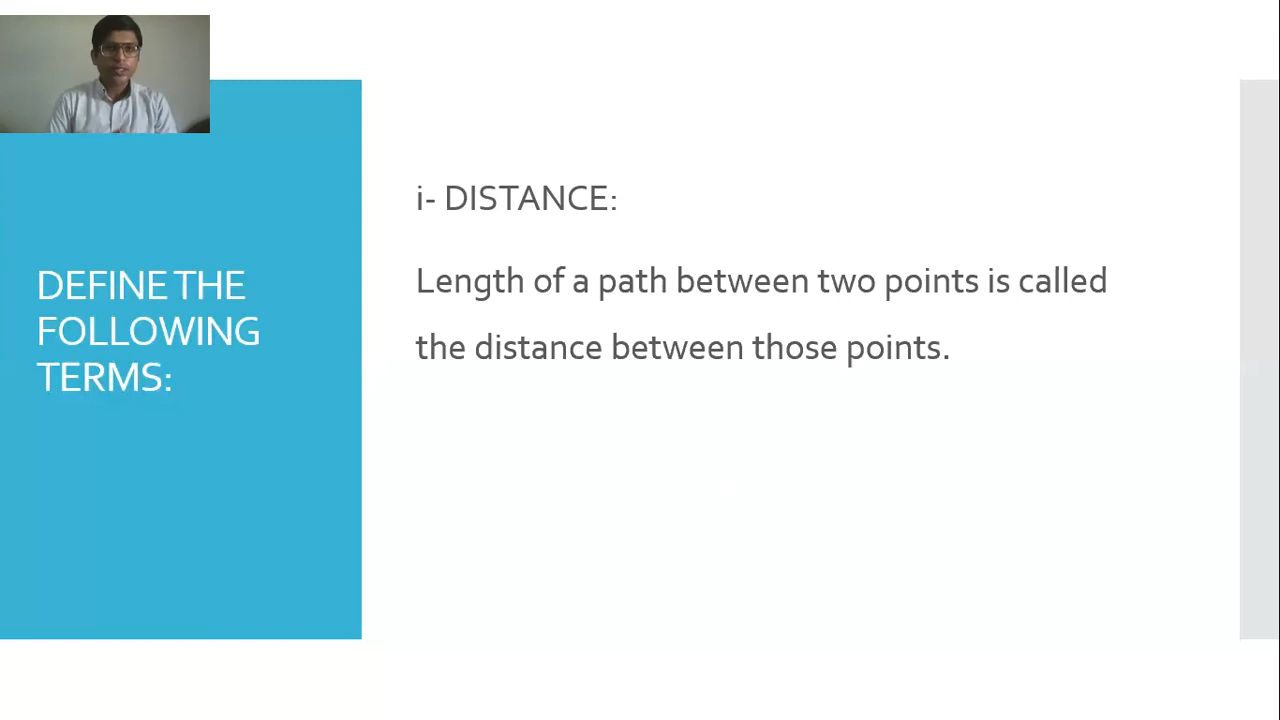 DEFINE THE
FOLLOWING
TERMS:
i- DISTANCE:
Length of a path between two points is called
the distance between those points.